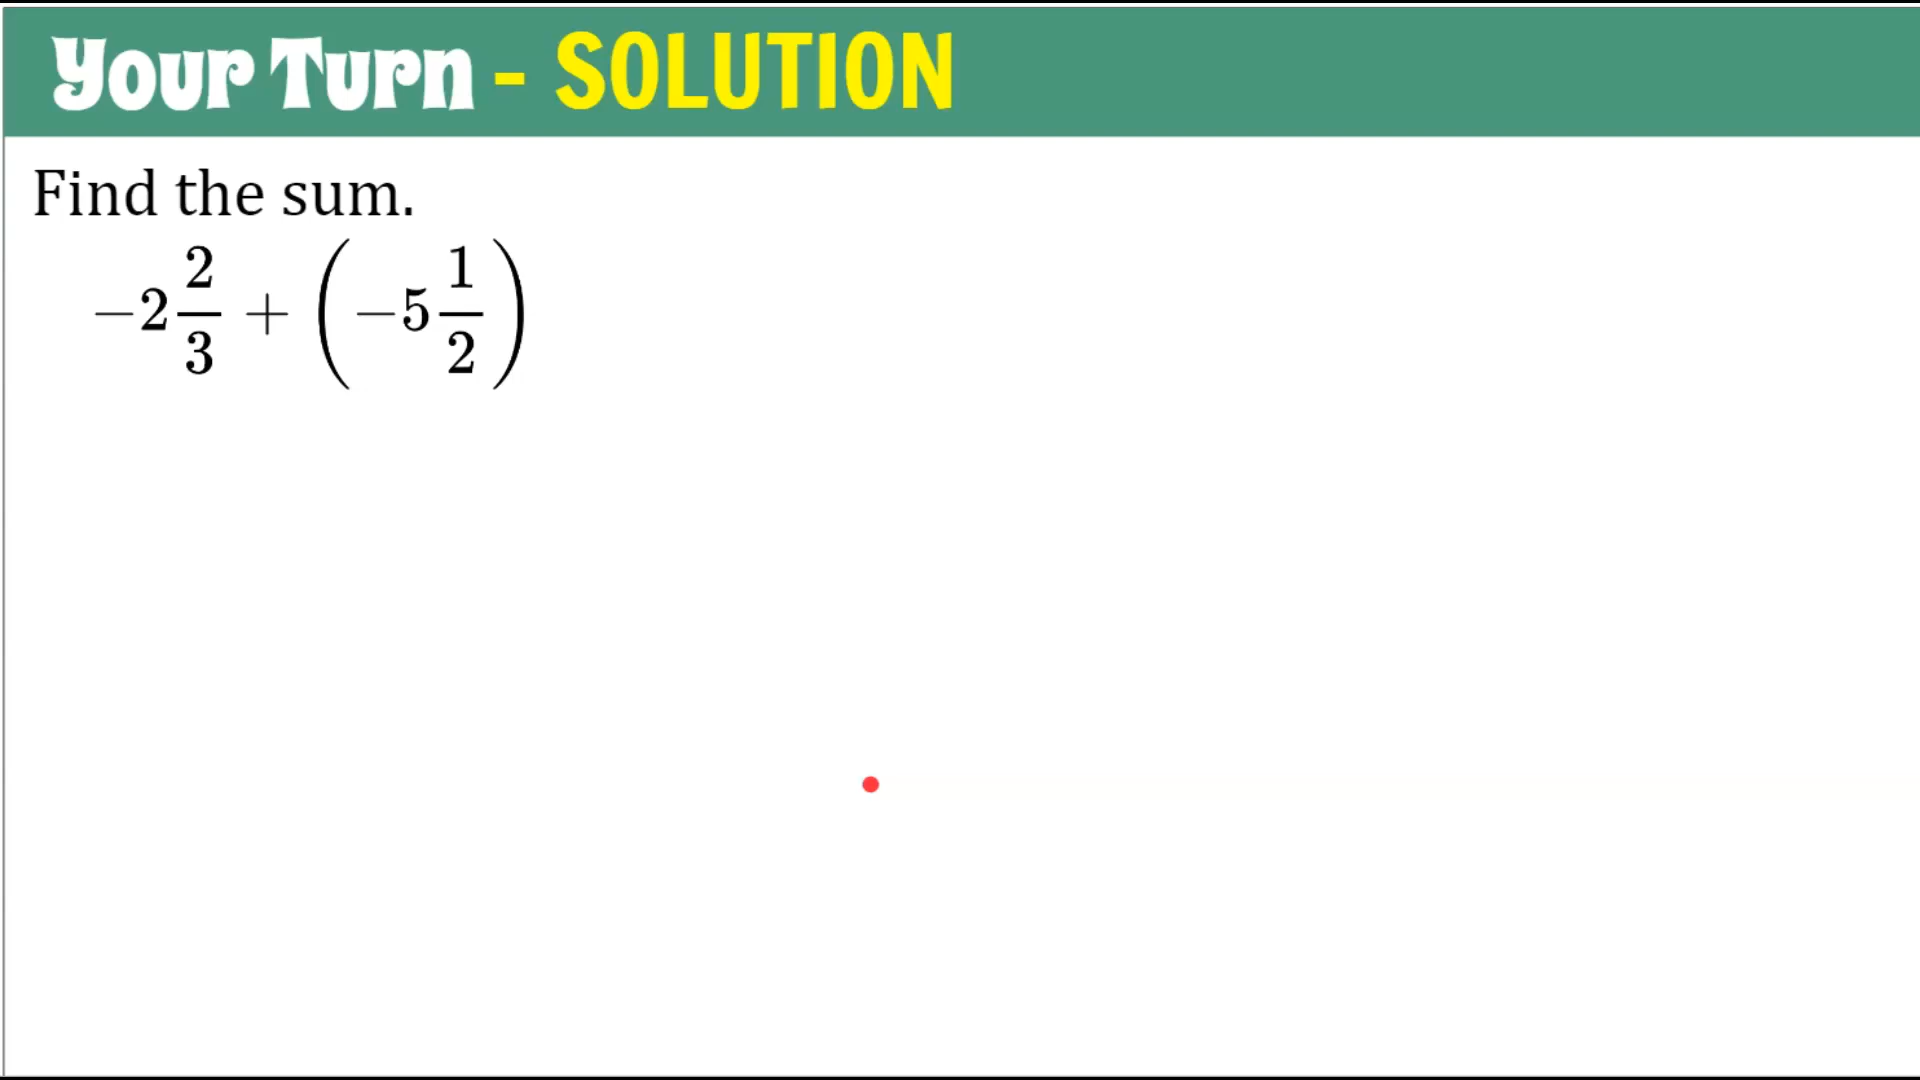 Your Turn - SOLUTION
Find the sum.
−2 2/3 + (−5 1/2)